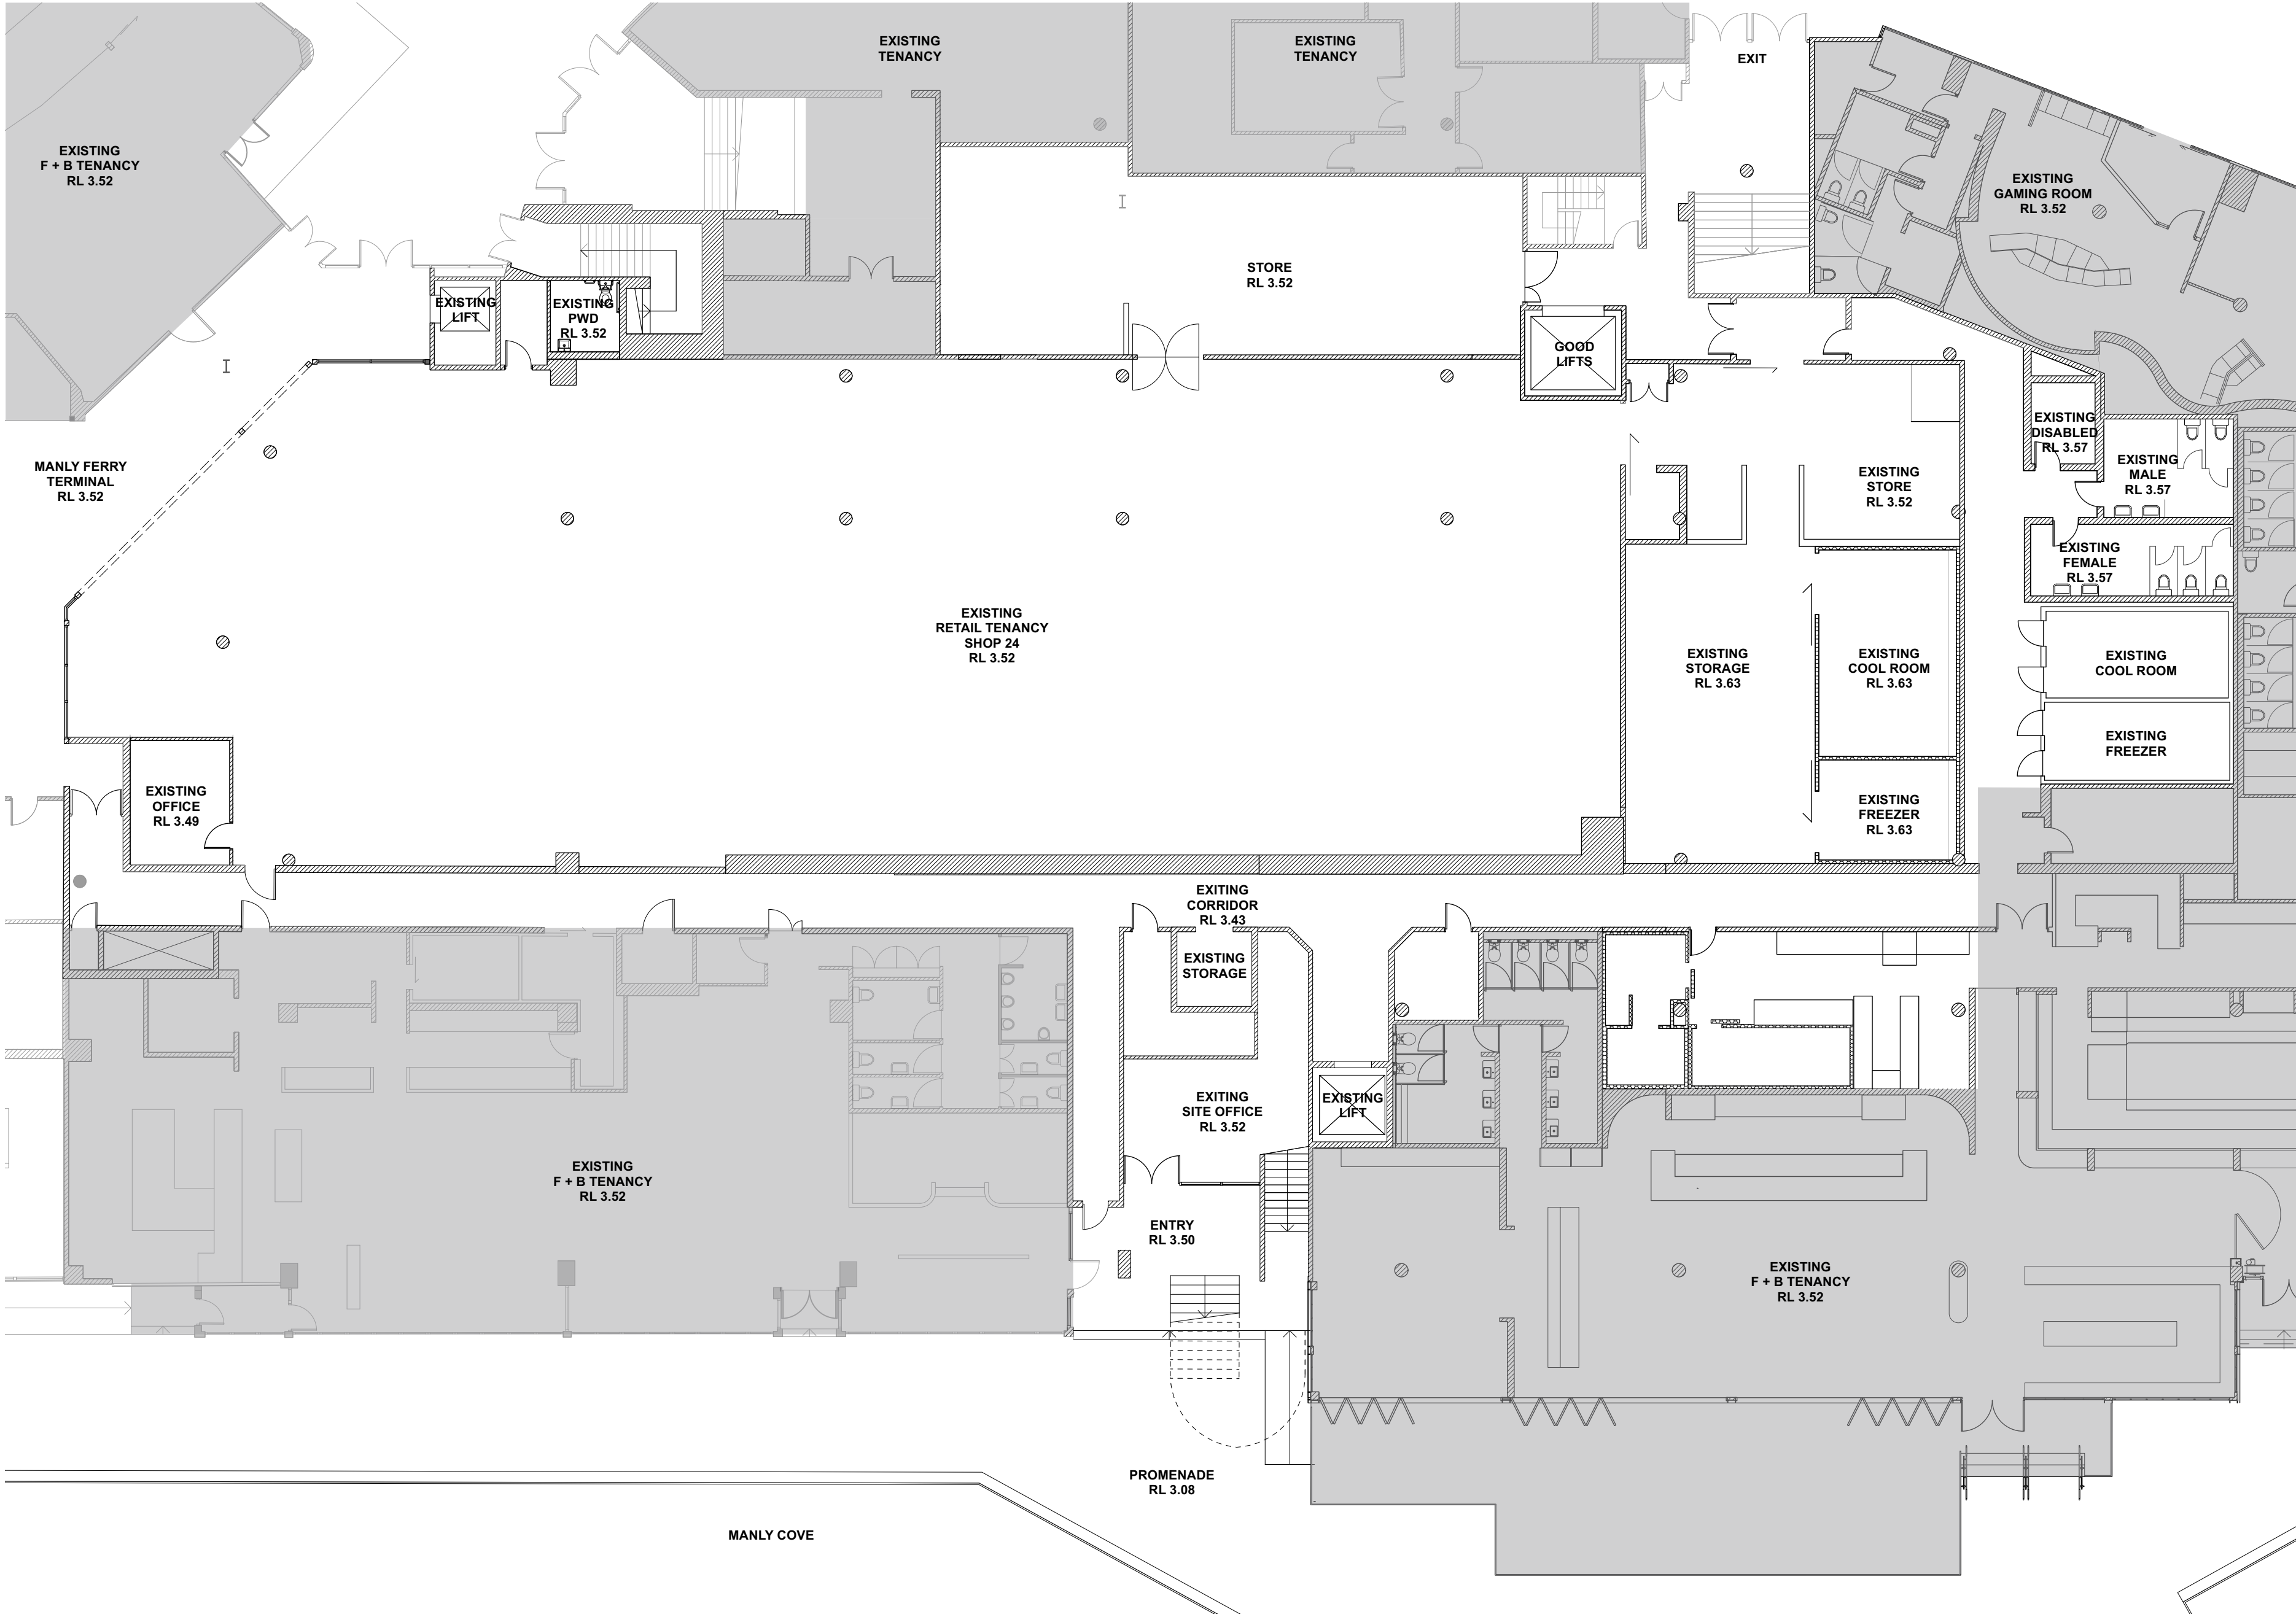 EXISTING
TENANCY
EXISTING
TENANCY
EXIT
EXISTING
F + B TENANCY
RL 3.52
EXISTING
GAMING ROOM
RL 3.52
STORE
RL 3.52
EXISTING
LIFT
EXISTING
PWD
RL 3.52
GOOD
LIFTS
MANLY FERRY
TERMINAL
RL 3.52
EXISTING
DISABLED
RL 3.57
EXISTING
MALE
RL 3.57
EXISTING
STORE
RL 3.52
EXISTING
FEMALE
RL 3.57
EXISTING
RETAIL TENANCY
SHOP 24
RL 3.52
EXISTING
STORAGE
RL 3.63
EXISTING
COOL ROOM
RL 3.63
EXISTING
COOL ROOM
EXISTING
FREEZER
EXISTING
OFFICE
RL 3.49
EXISTING
FREEZER
RL 3.63
EXITING
CORRIDOR
RL 3.43
EXISTING
STORAGE
EXITING
SITE OFFICE
RL 3.52
EXISTING
LIFT
EXISTING
F + B TENANCY
RL 3.52
ENTRY
RL 3.50
EXISTING
F + B TENANCY
RL 3.52
PROMENADE
RL 3.08
MANLY COVE